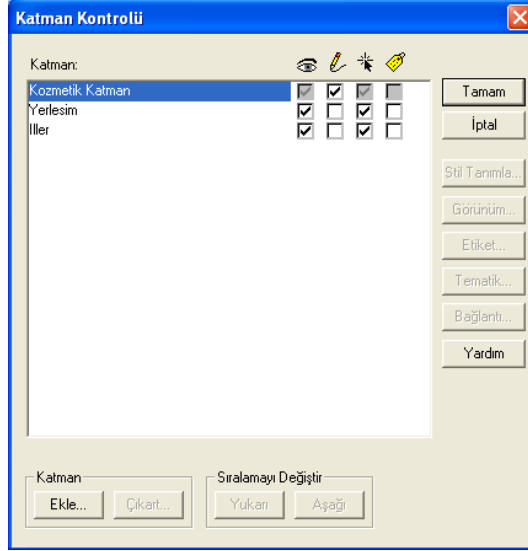 Katman Kontrolü
Katman:
Kozmetik Katman
Yerlesim
Iller
Tamam
İptal
Stil Tanımla...
Görünüm...
Etiket...
Tematik...
Bağlantı...
Yardım
Katman
Ekle...
Çıkart...
Sıralamayı Değiştir
Yukarı
Aşağı